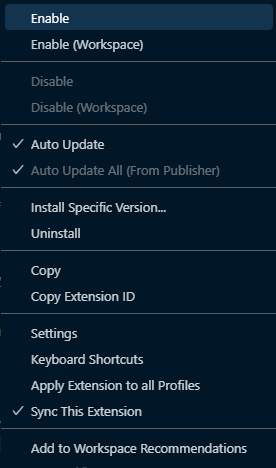 Enable
Enable (Workspace)
Disable
Disable (Workspace)
Auto Update
Auto Update All (From Publisher)
Install Specific Version...
Uninstall
Copy
Copy Extension ID
Settings
Keyboard Shortcuts
Apply Extension to all Profiles
Sync This Extension
Add to Workspace Recommendations